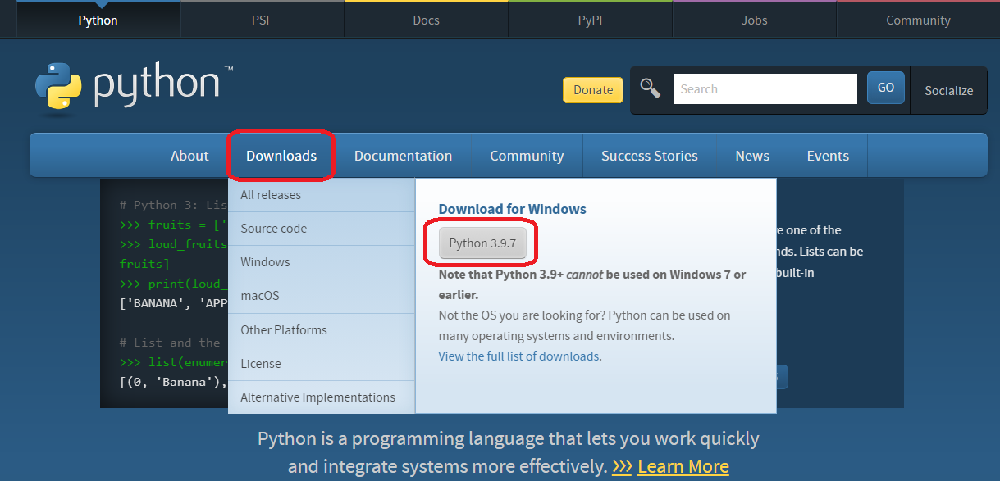 Python PSF Docs PyPI Jobs Community
python™
Donate Search GO Socialize
About Downloads Documentation Community Success Stories News Events
All releases
Source code
Windows
macOS
Other Platforms
License
Alternative Implementations
Download for Windows
Python 3.9.7
Note that Python 3.9+ cannot be used on Windows 7 or
earlier.
Not the OS you are looking for? Python can be used on
many operating systems and environments.
View the full list of downloads.
# Python 3: Lis
>>> fruits = ['
>>> loud_fruits
fruits]
>>> print(loud_
['BANANA', 'APP
# List and the
>>> list(enumer
[(0, 'Banana'),
one of the
Lists can be
built-in
Python is a programming language that lets you work quickly
and integrate systems more effectively. >>> Learn More